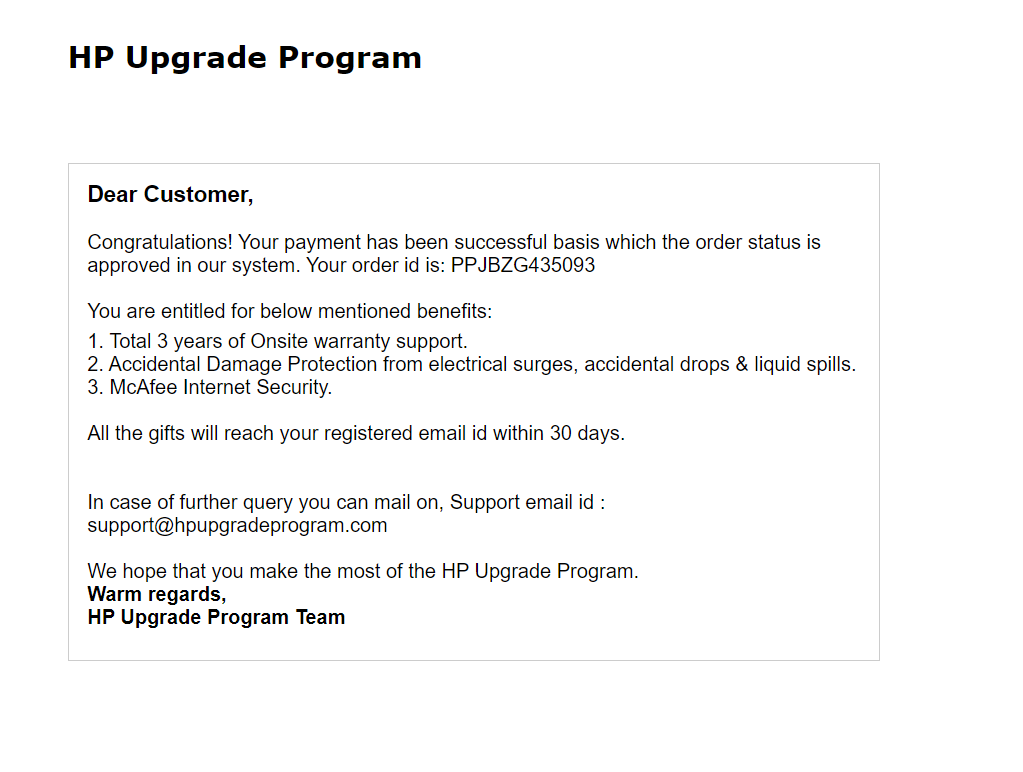 HP Upgrade Program
Dear Customer,
Congratulations! Your payment has been successful basis which the order status is
approved in our system. Your order id is: PPJBZG435093
You are entitled for below mentioned benefits:
1. Total 3 years of Onsite warranty support.
2. Accidental Damage Protection from electrical surges, accidental drops & liquid spills.
3. McAfee Internet Security.
All the gifts will reach your registered email id within 30 days.
In case of further query you can mail on, Support email id :
support@hpupgradeprogram.com
We hope that you make the most of the HP Upgrade Program.
Warm regards,
HP Upgrade Program Team